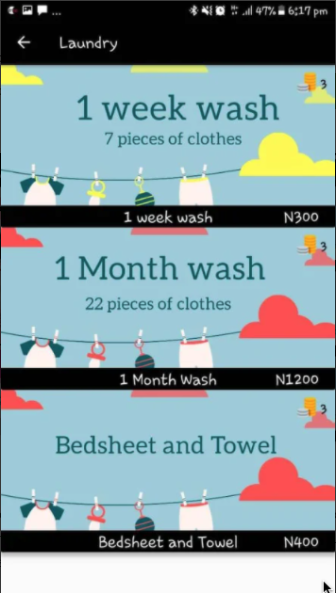 ... 47% 6:17 pm
Laundry
3
1 week wash
7 pieces of clothes
1 week wash N300
3
1 Month wash
22 pieces of clothes
1 Month Wash N1200
3
Bedsheet and Towel
Bedsheet and Towel N400